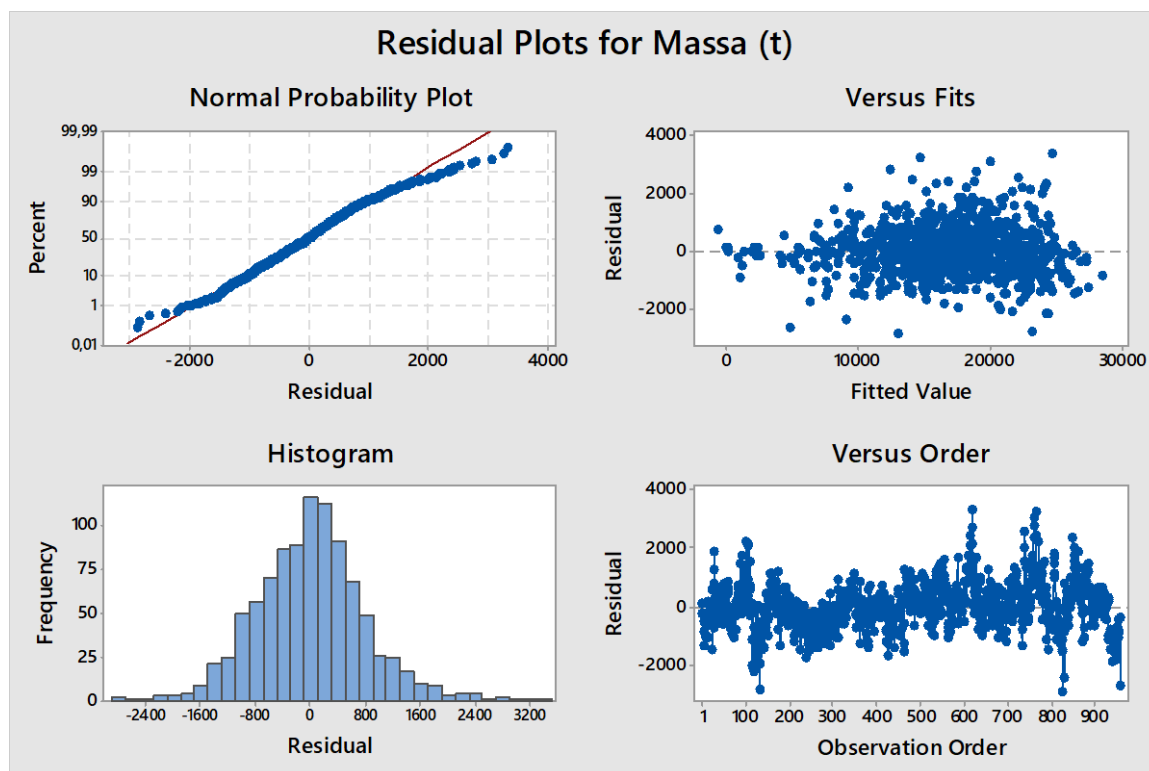 Residual Plots for Massa (t)
Normal Probability Plot
99,99
99
90
50
10
1
0,01
Percent
-2000 0 2000 4000
Residual
Versus Fits
4000
2000
0
-2000
Residual
0 10000 20000 30000
Fitted Value
Histogram
100
75
50
25
0
Frequency
-2400 -1600 -800 0 800 1600 2400 3200
Residual
Versus Order
4000
2000
0
-2000
Residual
1 100 200 300 400 500 600 700 800 900
Observation Order